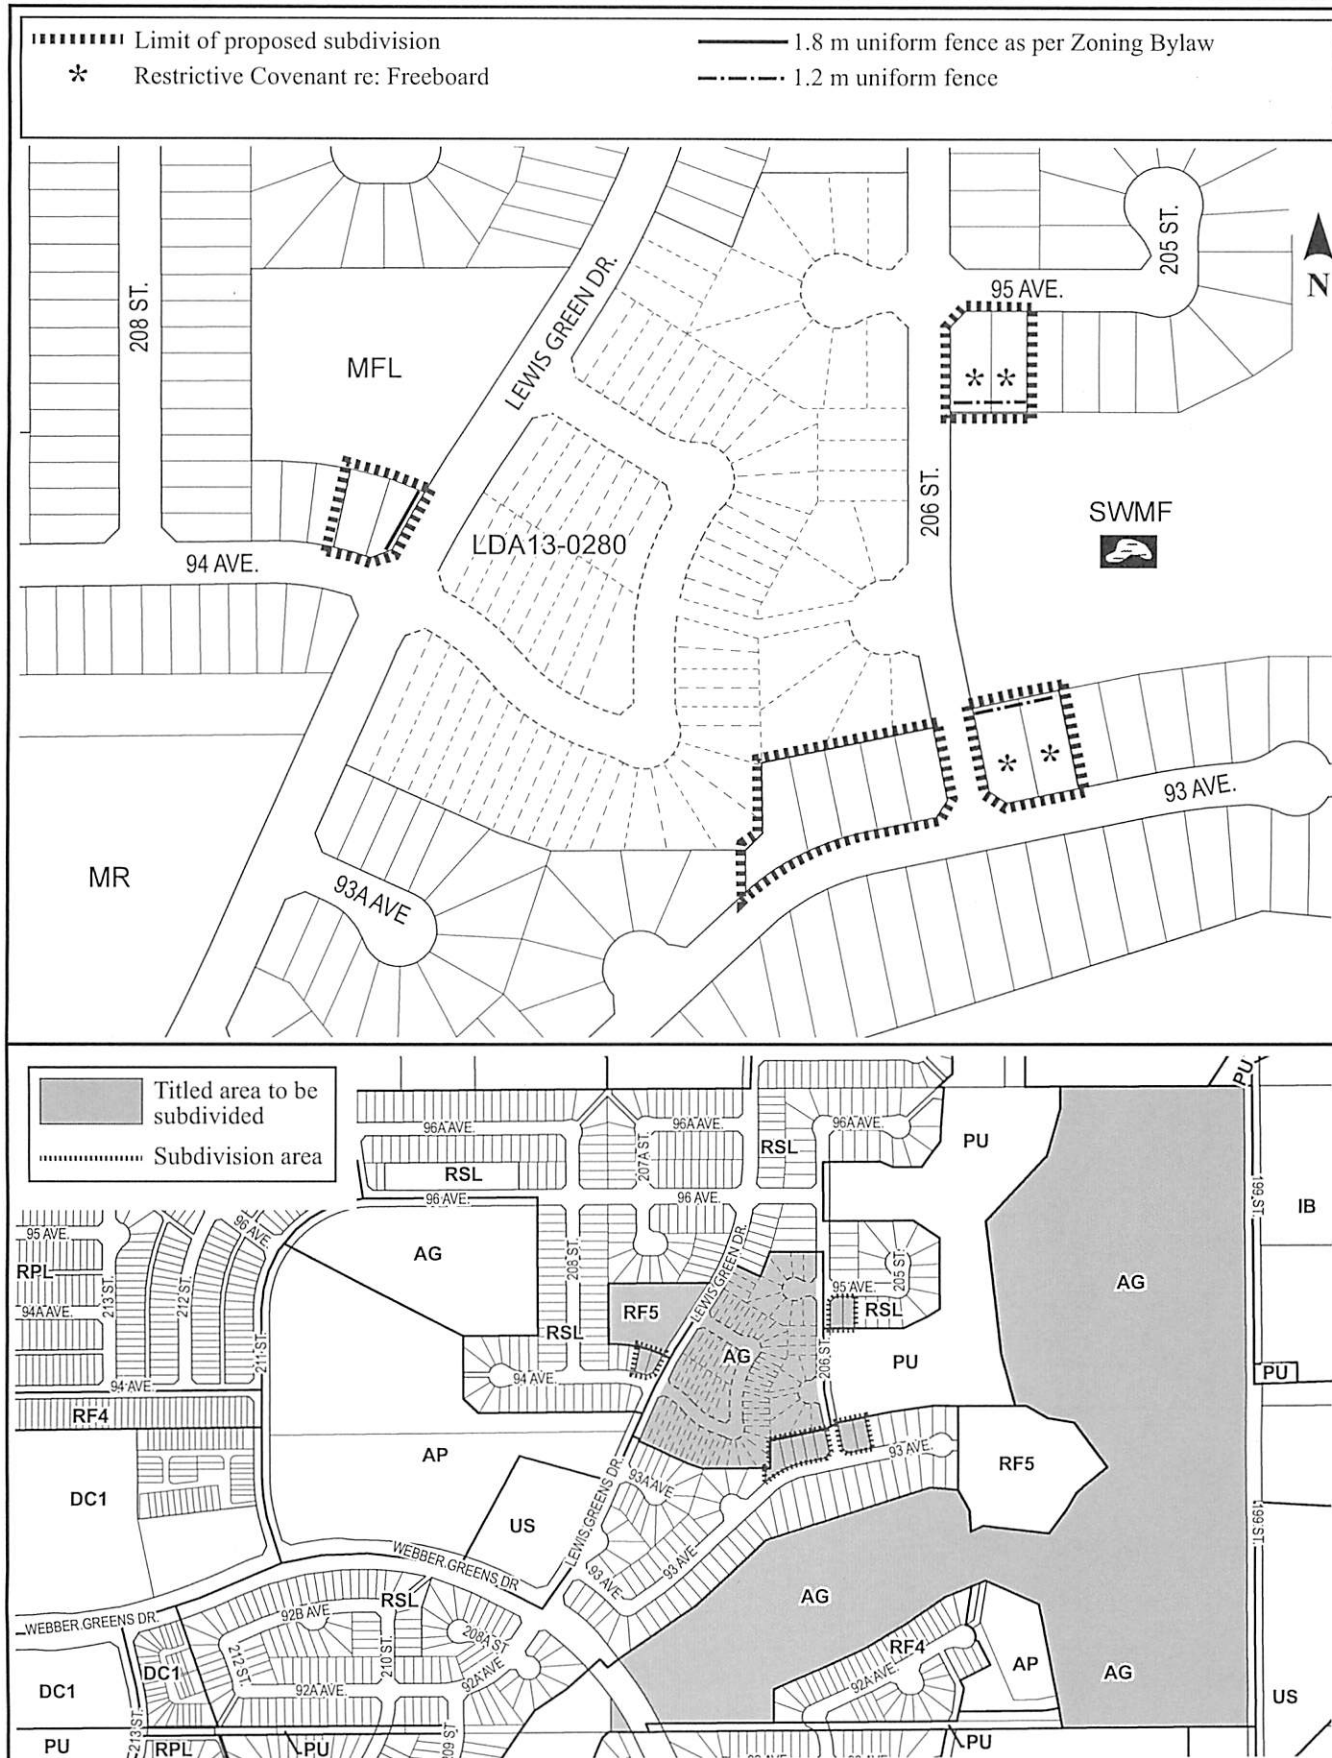 Limit of proposed subdivision
* Restrictive Covenant re: Freeboard
1.8 m uniform fence as per Zoning Bylaw
1.2 m uniform fence
208 ST.
MFL
LEWIS GREEN DR.
205 ST.
N
95 AVE.
* *
206 ST.
SWMF
LDA13-0280
94 AVE.
* *
93 AVE.
MR
93A AVE
Titled area to be
subdivided
Subdivision area
96A AVE.
96A AVE.
96A AVE.
207A ST.
RSL
RSL
PU
PU
199 ST.
IB
96 AVE.
96 AVE.
96 AVE.
95 AVE.
RPL
94A AVE.
213 ST.
212 ST.
211 ST.
AG
208 ST.
LEWIS GREEN DR.
RF5
RSL
95 AVE.
205 ST.
RSL
AG
AG
206 ST.
PU
PU
94 AVE.
94 AVE.
RF4
AP
93 AVE.
RF5
93A AVE
DC1
US
LEWIS.GREENS DR.
199 ST.
WEBBER.GREENS DR
93 AVE
93 AVE
AG
RSL
92B AVE
WEBBER.GREENS DR.
208A ST
210 ST.
RF4
212 ST.
DC1
92A AVE
92A AVE.
92A AVE.
AP
AG
DC1
US
213 ST.
209 ST
PU
RPL
PU
PU